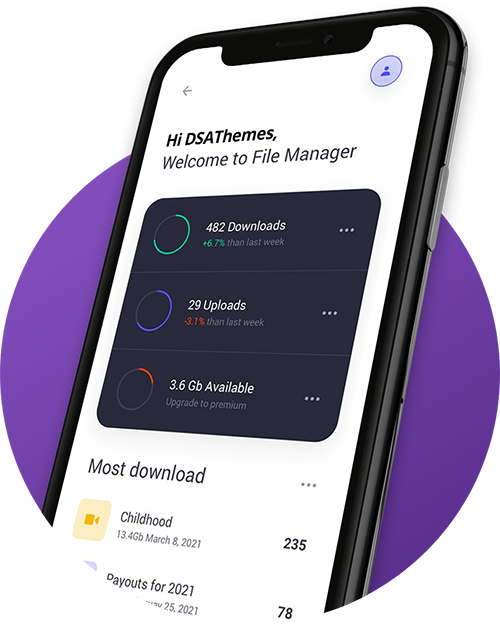 Hi DSAThemes,
Welcome to File Manager
482 Downloads
+6.7% than last week
29 Uploads
-3.1% than last week
3.6 Gb Available
Upgrade to premium
Most download
Childhood
13.4Gb March 8, 2021
235
Payouts for 2021
25, 2021
78